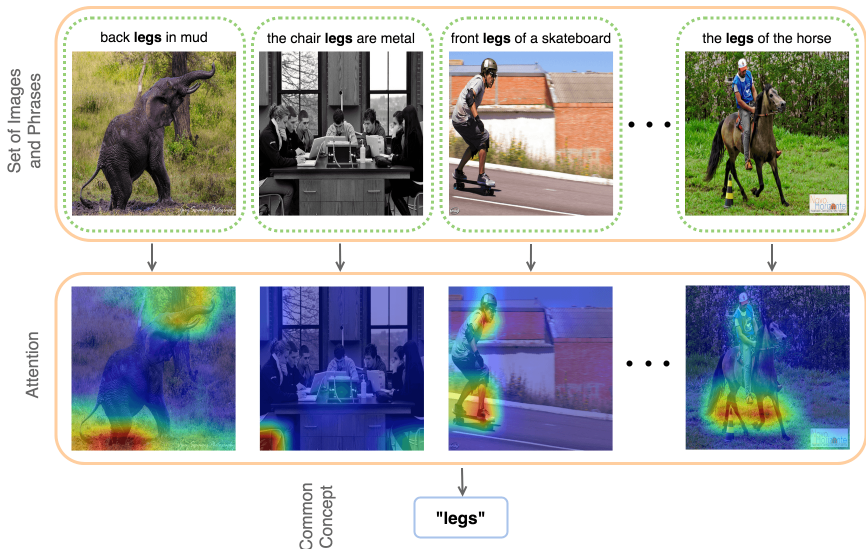 back legs in mud
the chair legs are metal
front legs of a skateboard
the legs of the horse
Set of Images
and Phrases
Attention
Common
Concept
"legs"